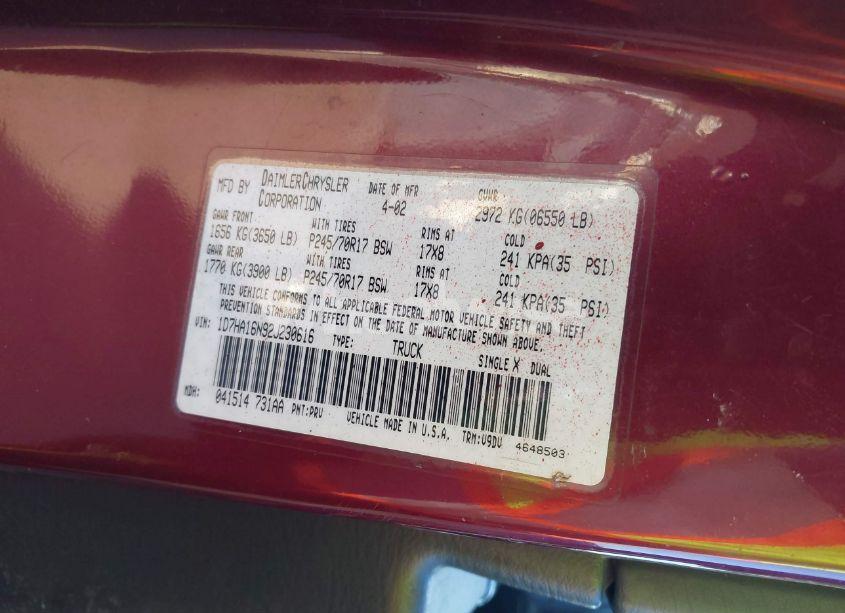 MFD BY DAIMLERCHRYSLER CORPORATION DATE OF MFR 4-02 GVWR 2972 KG(06550 LB)
GAWR FRONT WITH TIRES RIMS AT COLD
1656 KG(3650 LB) P245/70R17 BSW 17X8 241 KPA(35 PSI)
GAWR REAR WITH TIRES RIMS AT COLD
1770 KG(3900 LB) P245/70R17 BSW 17X8 241 KPA(35 PSI)
THIS VEHICLE CONFORMS TO ALL APPLICABLE FEDERAL MOTOR VEHICLE SAFETY AND THEFT
PREVENTION STANDARDS IN EFFECT ON THE DATE OF MANUFACTURE SHOWN ABOVE.
VIN: 1D7HA16N92J230616 TYPE: TRUCK SINGLE X DUAL
MDH: 041514 731AA PNT:PRV VEHICLE MADE IN U.S.A. TRM:V9DV 4648503